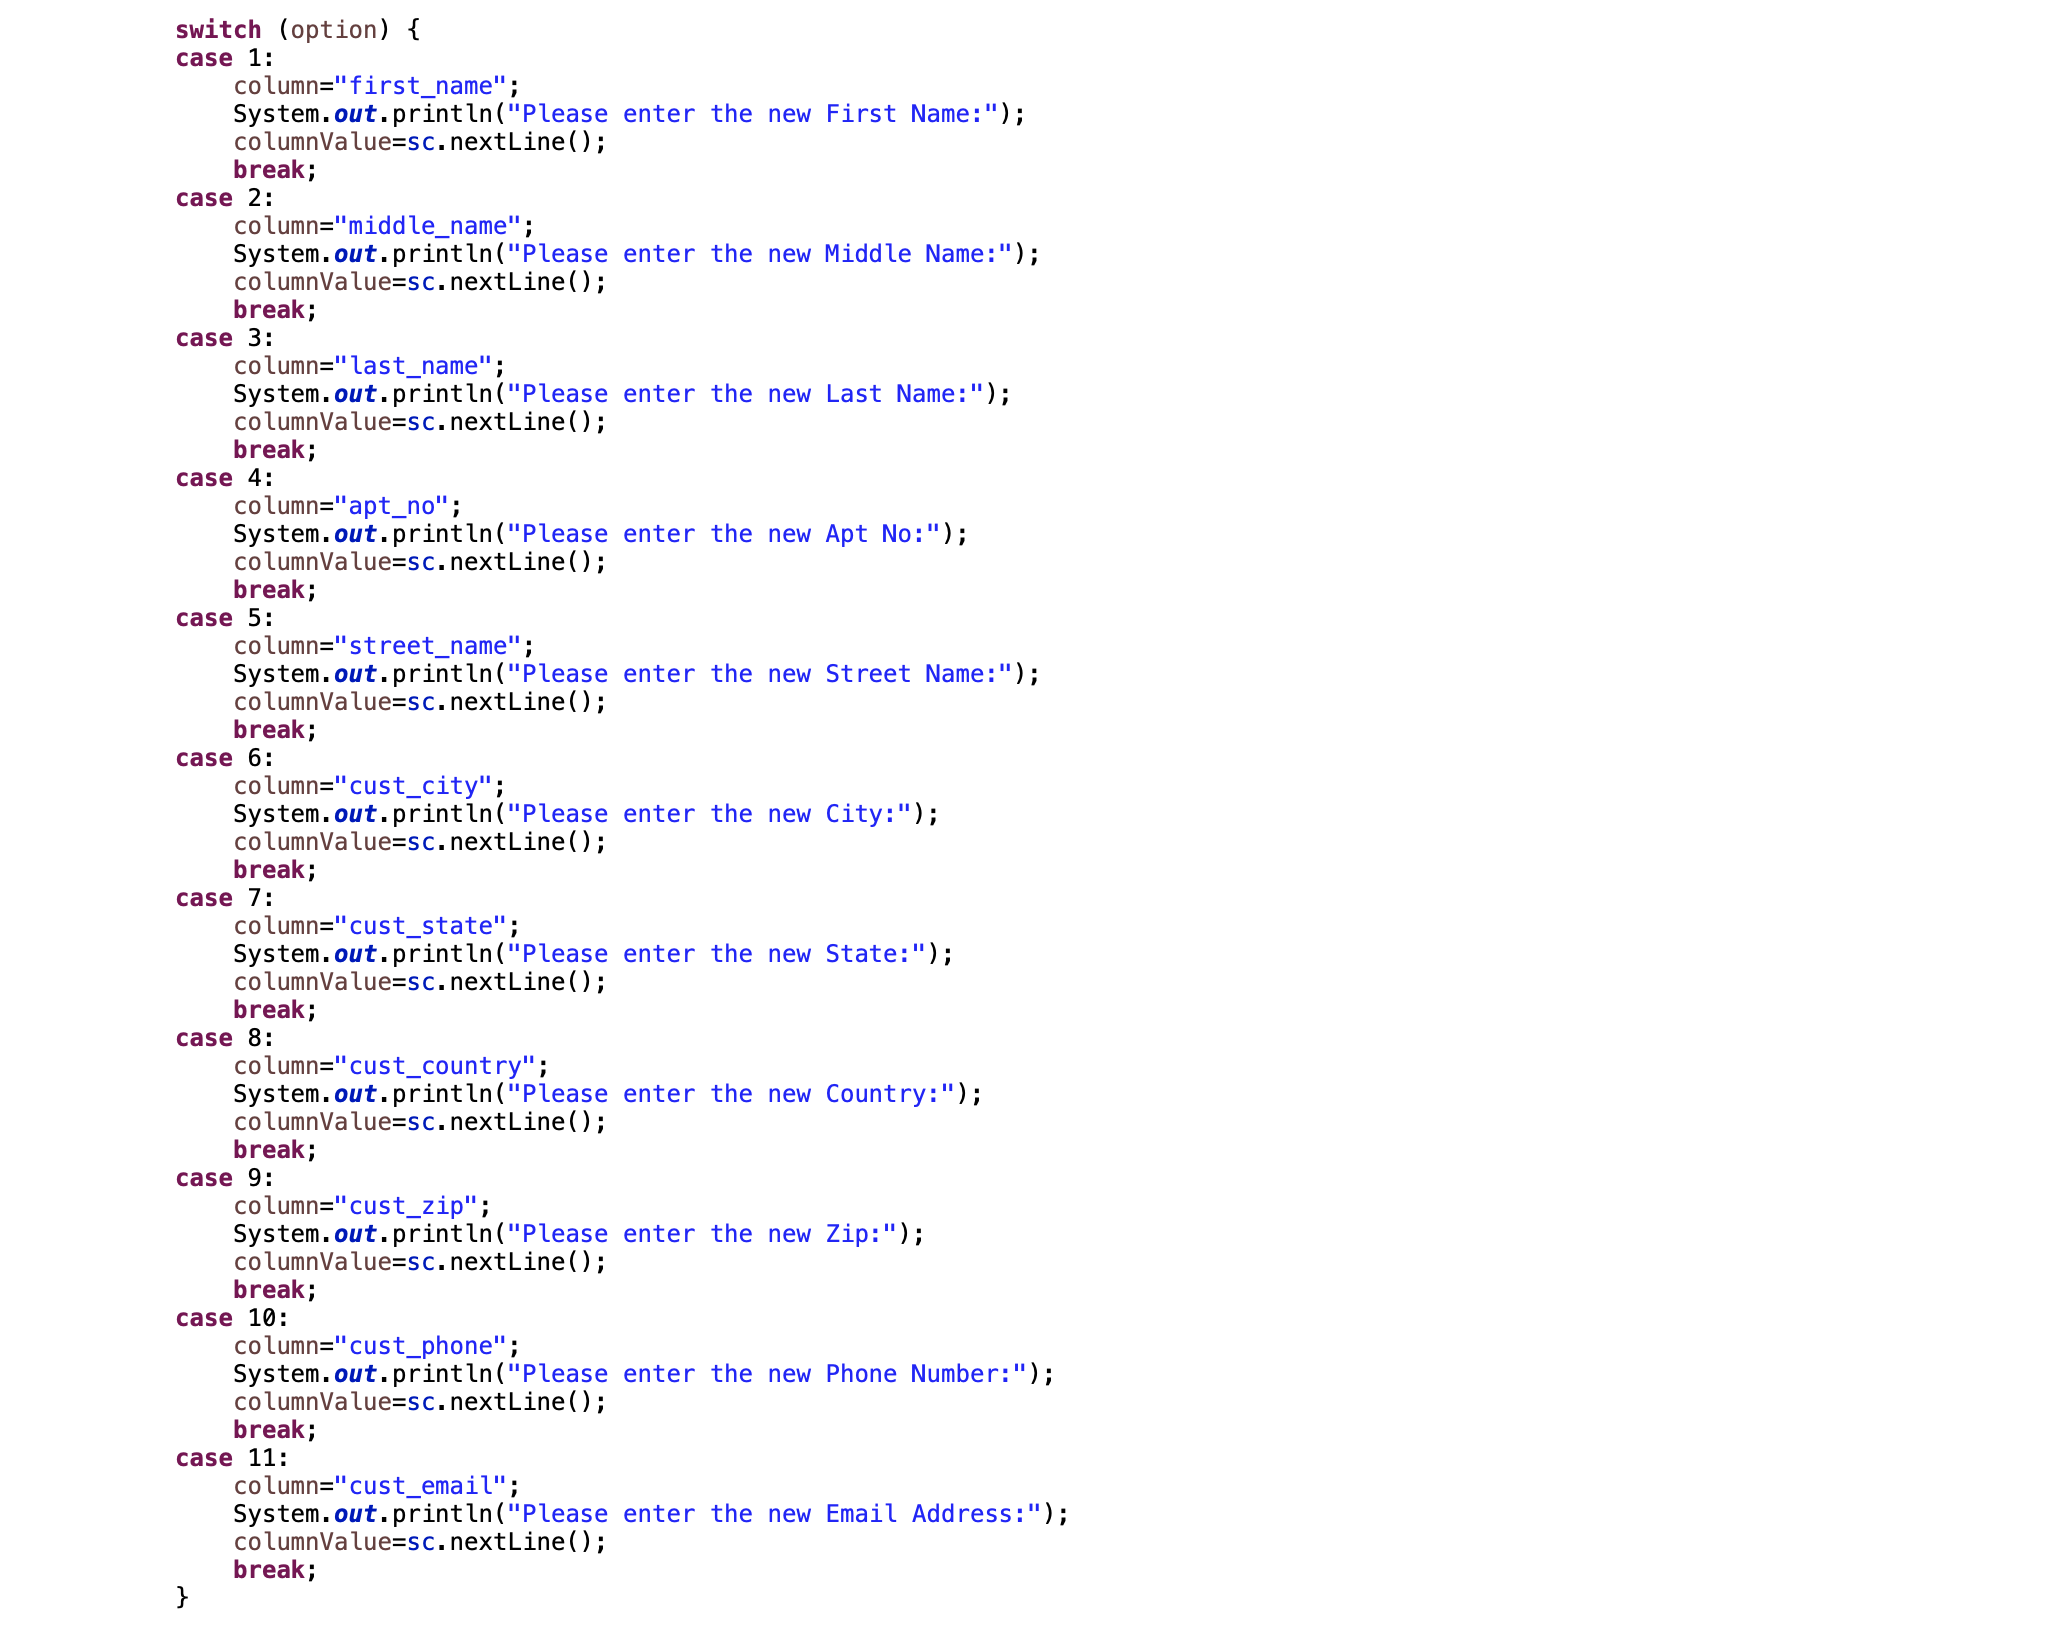 switch (option) {
case 1:
    column="first_name";
    System.out.println("Please enter the new First Name:");
    columnValue=sc.nextLine();
    break;
case 2:
    column="middle_name";
    System.out.println("Please enter the new Middle Name:");
    columnValue=sc.nextLine();
    break;
case 3:
    column="last_name";
    System.out.println("Please enter the new Last Name:");
    columnValue=sc.nextLine();
    break;
case 4:
    column="apt_no";
    System.out.println("Please enter the new Apt No:");
    columnValue=sc.nextLine();
    break;
case 5:
    column="street_name";
    System.out.println("Please enter the new Street Name:");
    columnValue=sc.nextLine();
    break;
case 6:
    column="cust_city";
    System.out.println("Please enter the new City:");
    columnValue=sc.nextLine();
    break;
case 7:
    column="cust_state";
    System.out.println("Please enter the new State:");
    columnValue=sc.nextLine();
    break;
case 8:
    column="cust_country";
    System.out.println("Please enter the new Country:");
    columnValue=sc.nextLine();
    break;
case 9:
    column="cust_zip";
    System.out.println("Please enter the new Zip:");
    columnValue=sc.nextLine();
    break;
case 10:
    column="cust_phone";
    System.out.println("Please enter the new Phone Number:");
    columnValue=sc.nextLine();
    break;
case 11:
    column="cust_email";
    System.out.println("Please enter the new Email Address:");
    columnValue=sc.nextLine();
    break;
}